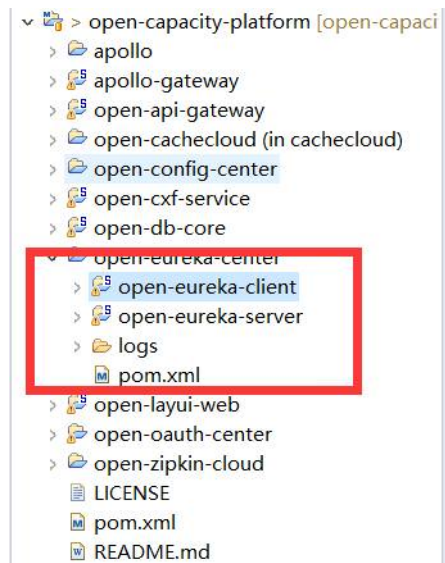 > open-capacity-platform [open-capaci
apollo
apollo-gateway
open-api-gateway
open-cachecloud (in cachecloud)
open-config-center
open-cxf-service
open-db-core
open-eureka-center
open-eureka-client
open-eureka-server
logs
pom.xml
open-layui-web
open-oauth-center
open-zipkin-cloud
LICENSE
pom.xml
README.md